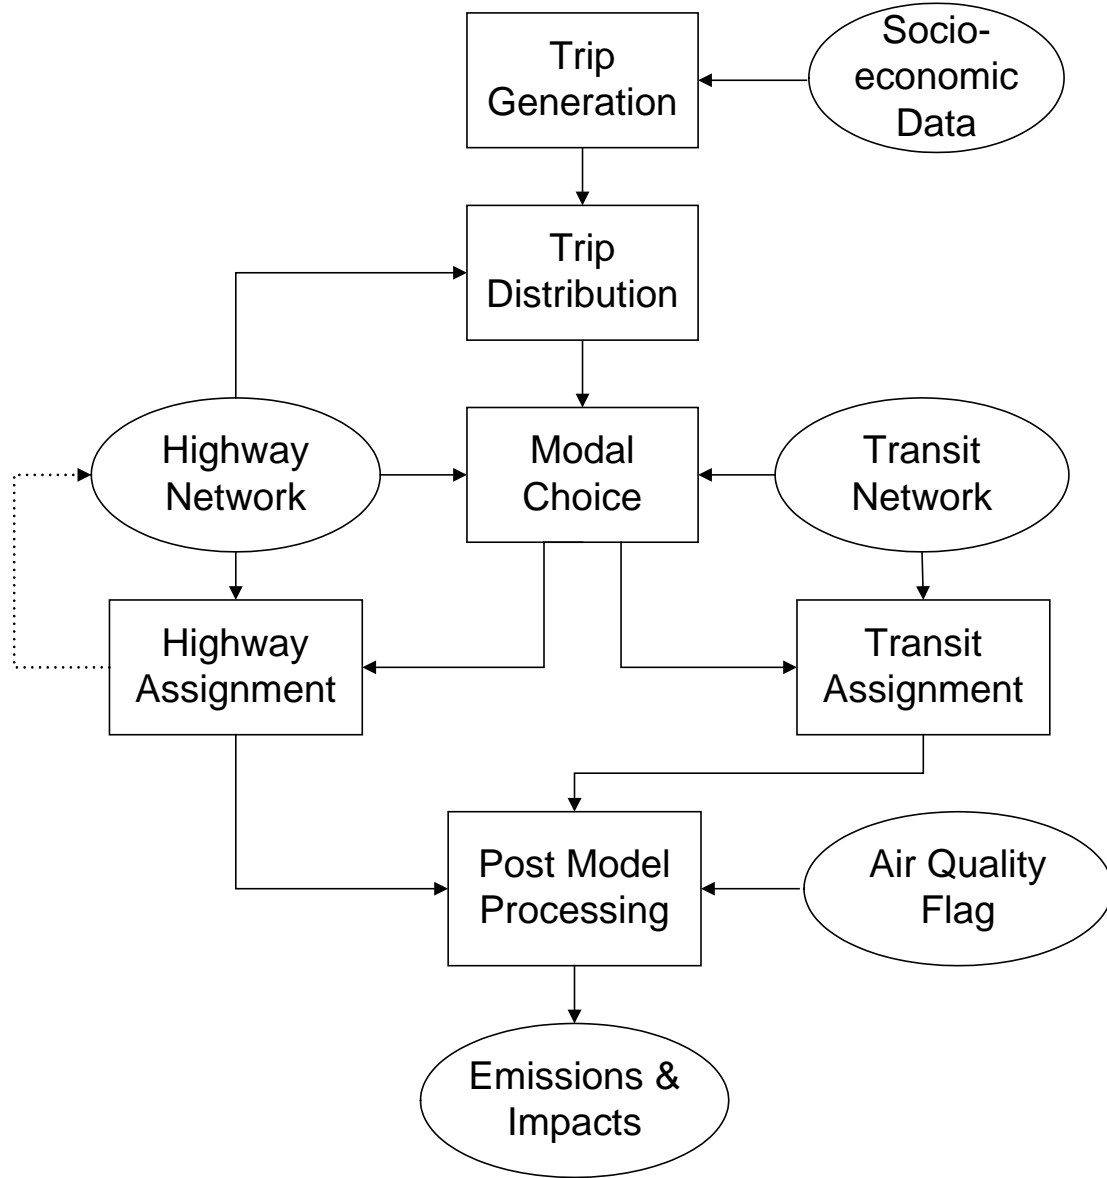 Trip
Generation
Socio-
economic
Data
Trip
Distribution
Highway
Network
Modal
Choice
Transit
Network
Highway
Assignment
Transit
Assignment
Post Model
Processing
Air Quality
Flag
Emissions &
Impacts